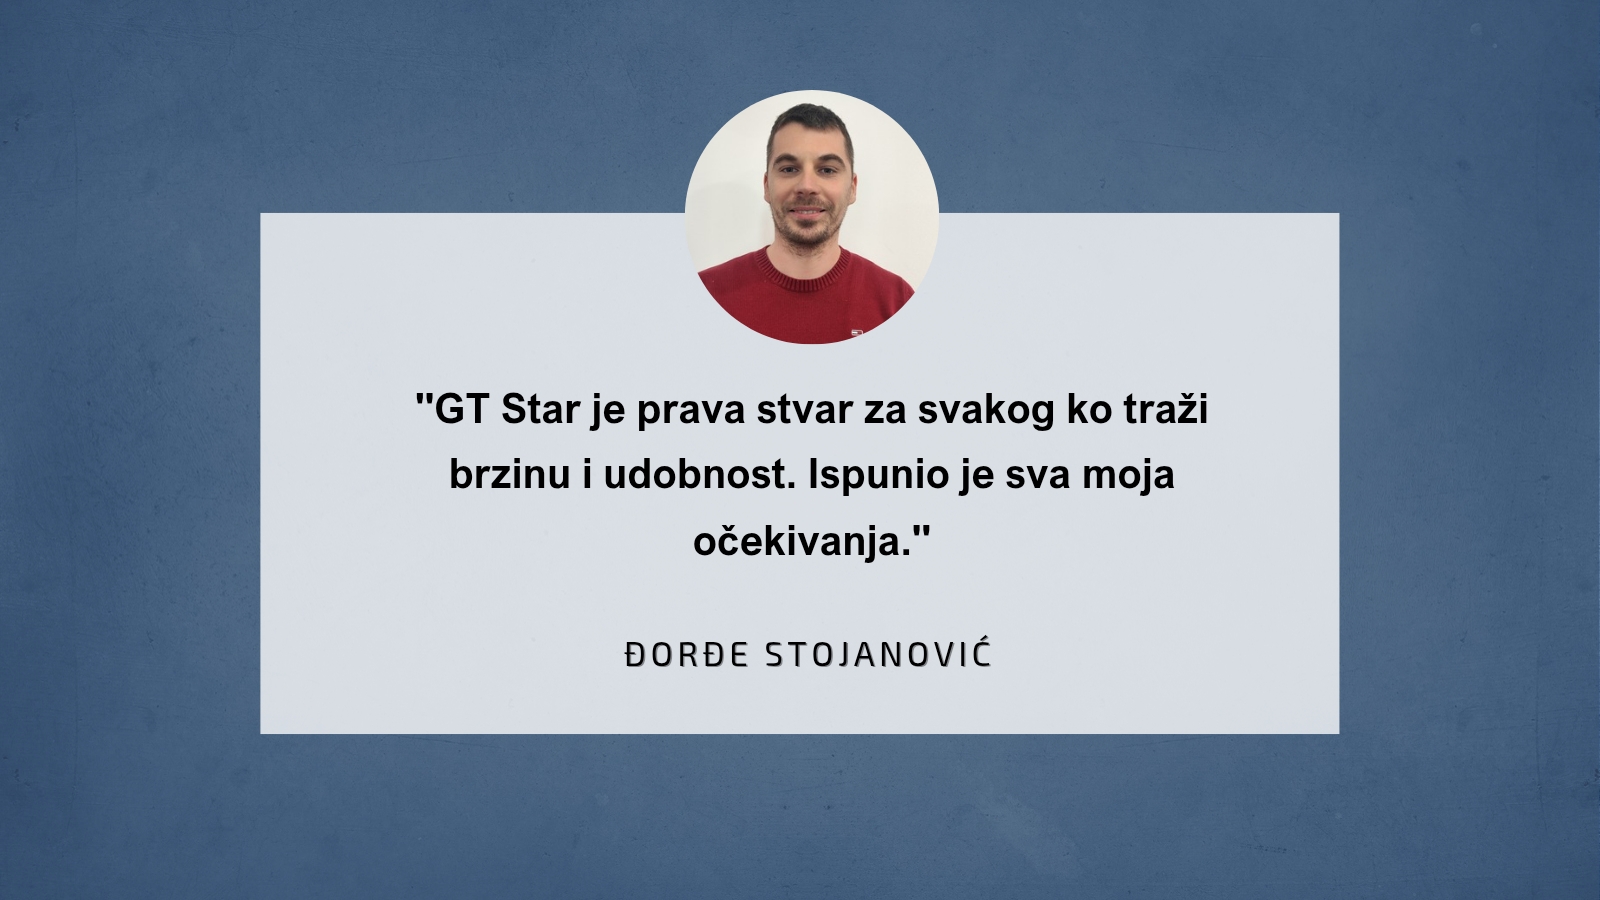 "GT Star je prava stvar za svakog ko traži
brzinu i udobnost. Ispunio je sva moja
očekivanja."
ĐORĐE STOJANOVIĆ